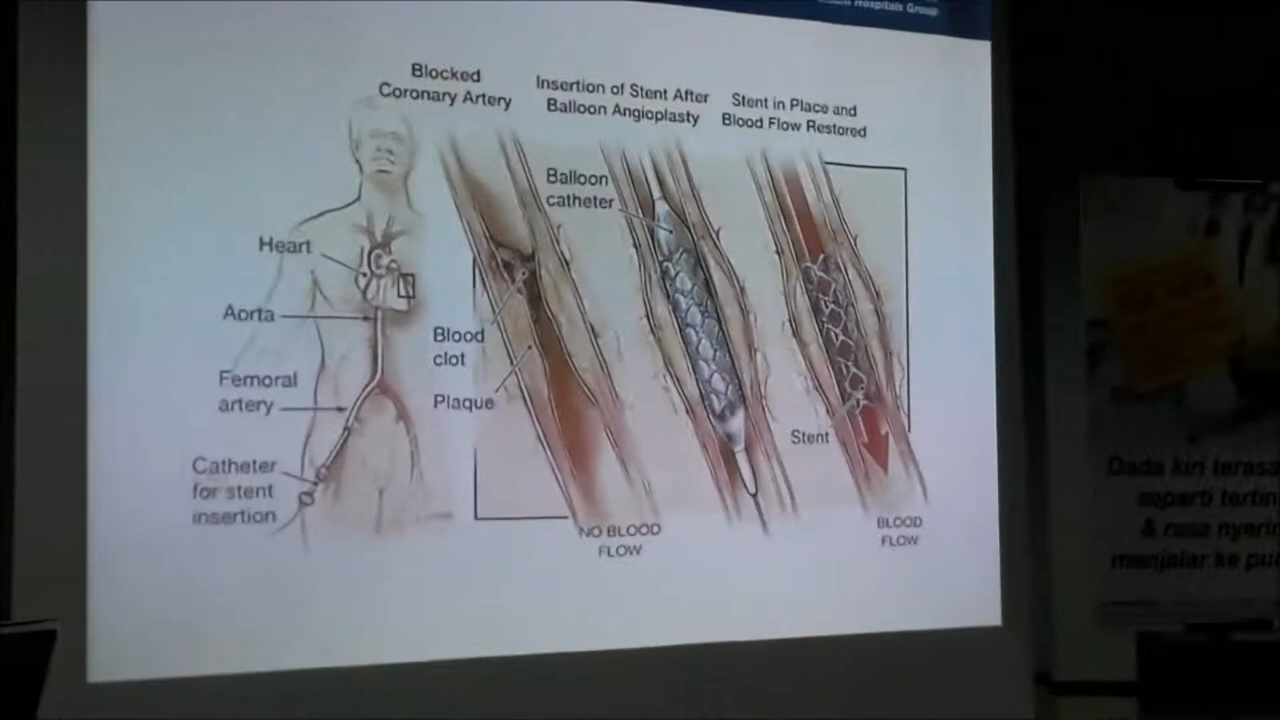 Hospitals Group
Blocked
Coronary Artery
Insertion of Stent After
Balloon Angioplasty
Stent in Place and
Blood Flow Restored
Balloon
catheter
Heart
Aorta
Femoral
artery
Catheter
for stent
insertion
Blood
clot
Plaque
Stent
NO BLOOD
FLOW
BLOOD
FLOW
Dada kiri terasa
seperti
& rasa
menjalar ke